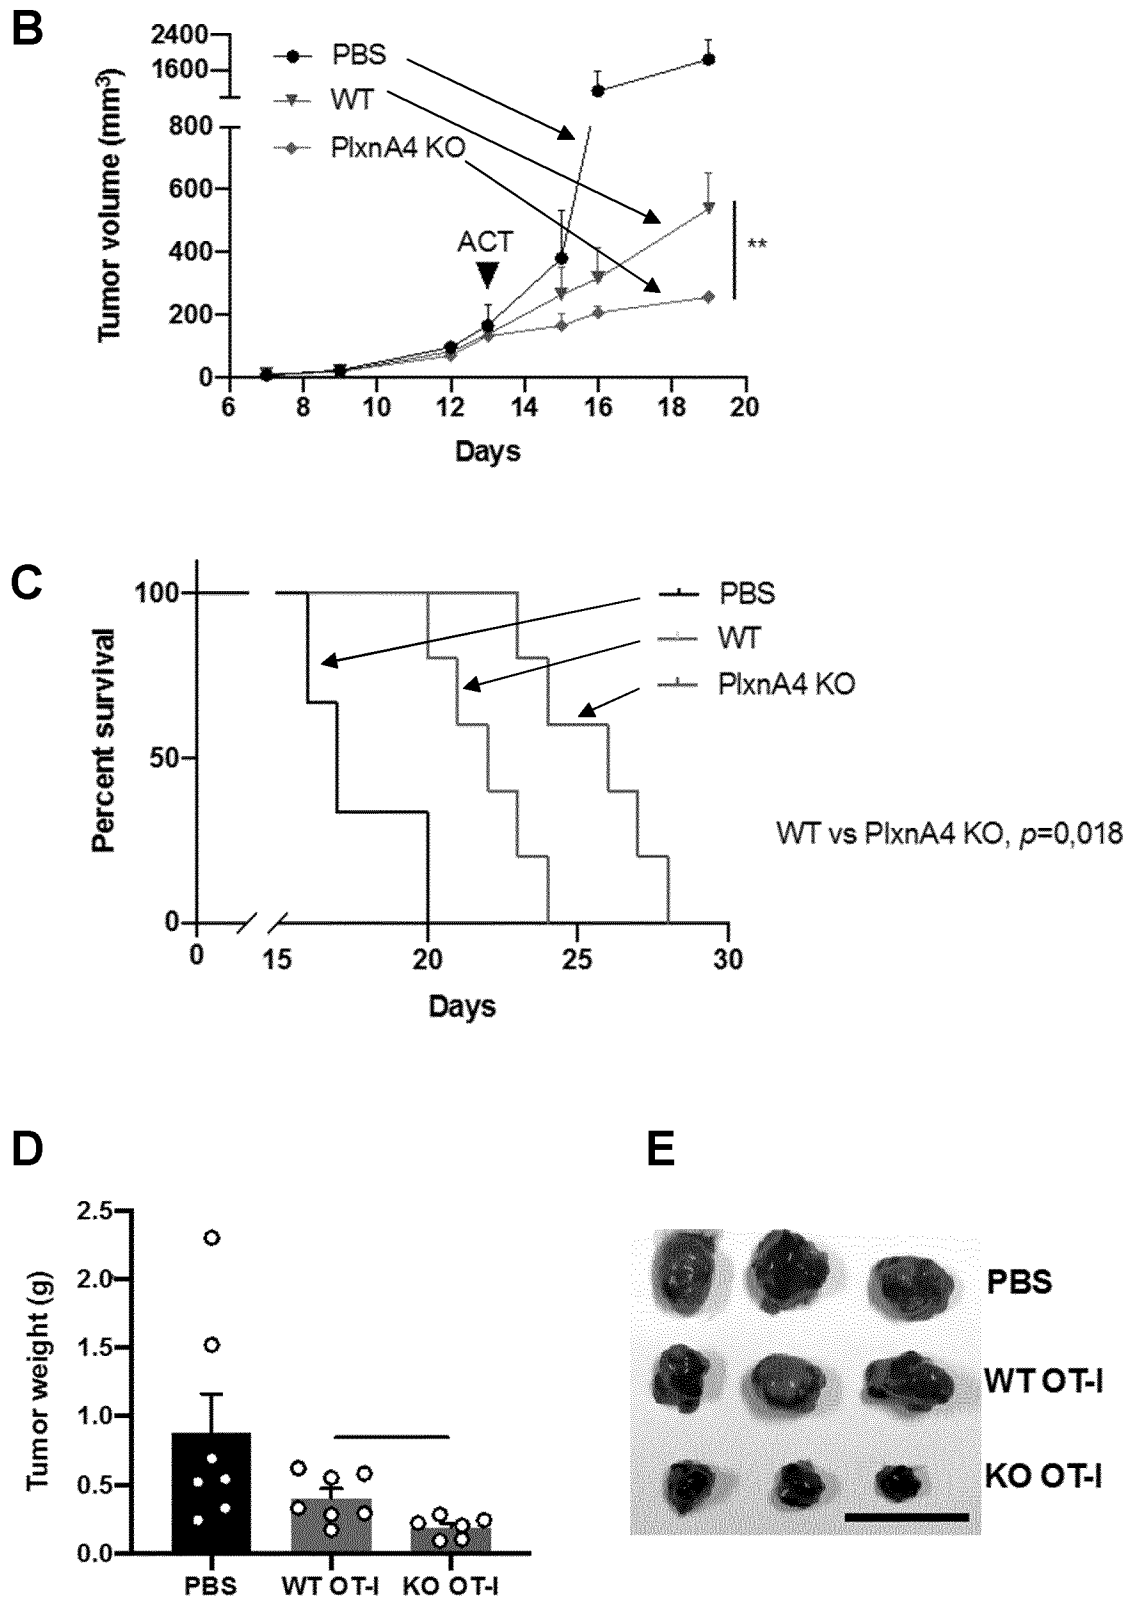 B
2400
1600
800
600
400
200
0
Tumor volume (mm³)
PBS
WT
PlxnA4 KO
ACT
**
6 8 10 12 14 16 18 20
Days
C
100
50
0
Percent survival
PBS
WT
PlxnA4 KO
WT vs PlxnA4 KO, p=0,018
0 15 20 25 30
Days
D
2.5
2.0
1.5
1.0
0.5
0.0
Tumor weight (g)
PBS WT OT-I KO OT-I
E
PBS
WT OT-I
KO OT-I